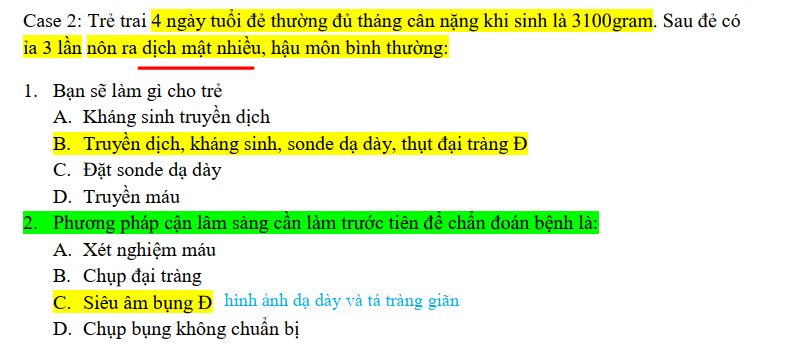 Case 2: Trẻ trai 4 ngày tuổi đẻ thường đủ tháng cân nặng khi sinh là 3100gram. Sau đẻ có
ỉa 3 lần nôn ra dịch mật nhiều, hậu môn bình thường:
1. Bạn sẽ làm gì cho trẻ
A. Kháng sinh truyền dịch
B. Truyền dịch, kháng sinh, sonde dạ dày, thụt đại tràng Đ
C. Đặt sonde dạ dày
D. Truyền máu
2. Phương pháp cận lâm sàng cần làm trước tiên để chẩn đoán bệnh là:
A. Xét nghiệm máu
B. Chụp đại tràng
C. Siêu âm bụng Đ hình ảnh dạ dày và tá tràng giãn
D. Chụp bụng không chuẩn bị